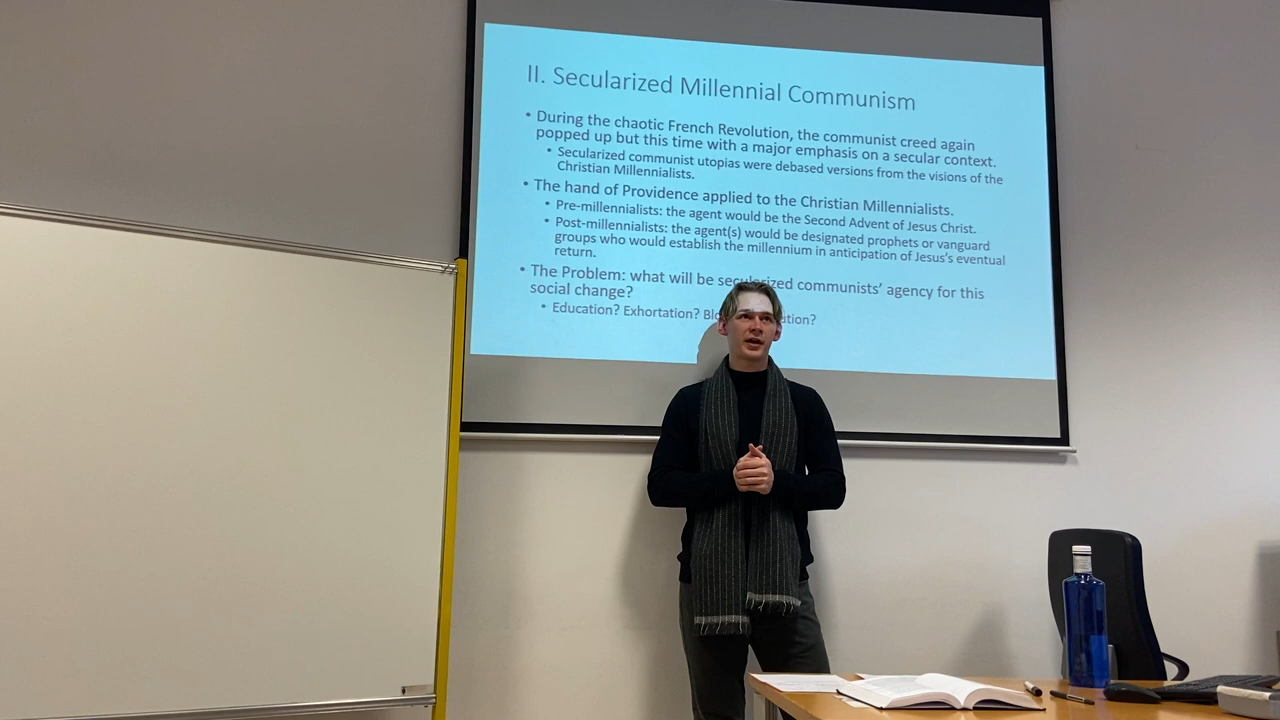 II. Secularized Millennial Communism
• During the chaotic French Revolution, the communist creed again
popped up but this time with a major emphasis on a secular context.
• Secularized communist utopias were debased versions from the visions of the
Christian Millennialists.
• The hand of Providence applied to the Christian Millennialists.
• Pre-millennialists: the agent would be the Second Advent of Jesus Christ.
• Post-millennialists: the agent(s) would be designated prophets or vanguard
groups who would establish the millennium in anticipation of Jesus's eventual
return.
• The Problem: what will be secularized communists' agency for this
social change?
• Education? Exhortation?